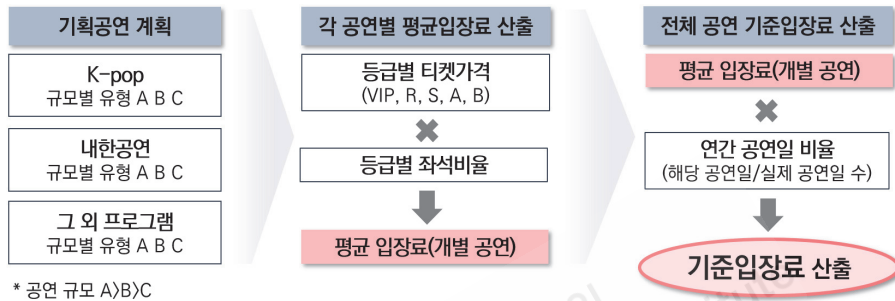 기획공연 계획
K-pop
규모별 유형 A B C
내한공연
규모별 유형 A B C
그 외 프로그램
규모별 유형 A B C
* 공연 규모 A>B>C
각 공연별 평균입장료 산출
등급별 티켓가격
(VIP, R, S, A, B)
등급별 좌석비율
평균 입장료(개별 공연)
전체 공연 기준입장료 산출
평균 입장료(개별 공연)
연간 공연일 비율
(해당 공연일/실제 공연일 수)
기준입장료 산출